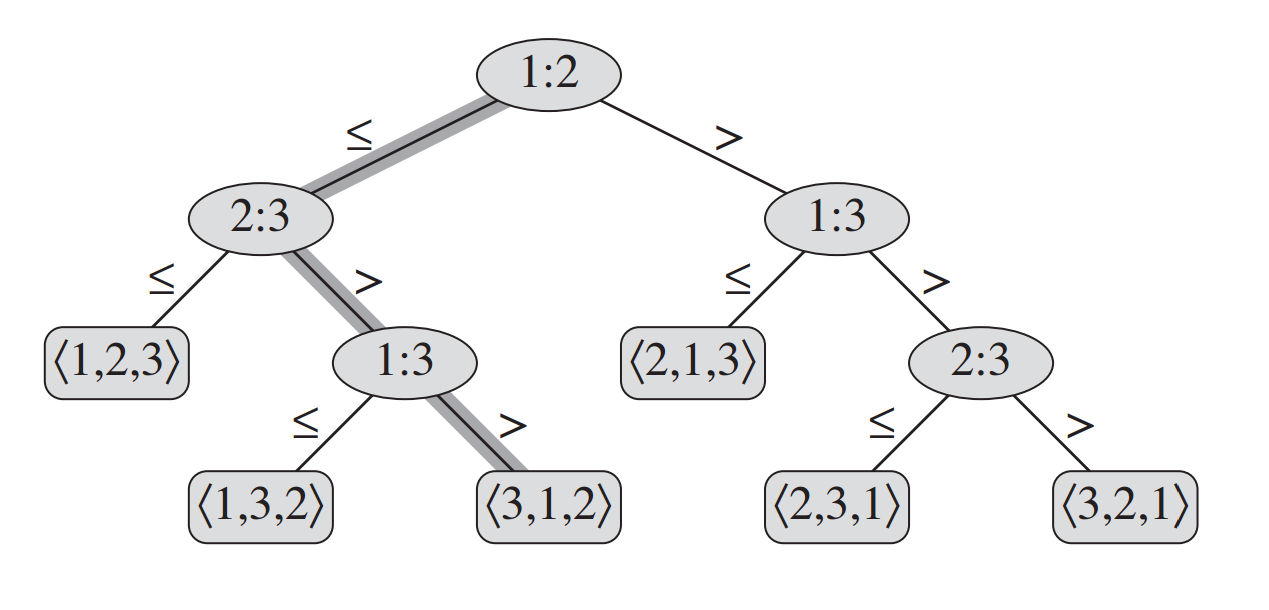 1:2
≤ >
2:3 1:3
≤ > ≤ >
⟨1,2,3⟩ 1:3 ⟨2,1,3⟩ 2:3
≤ > ≤ >
⟨1,3,2⟩ ⟨3,1,2⟩ ⟨2,3,1⟩ ⟨3,2,1⟩